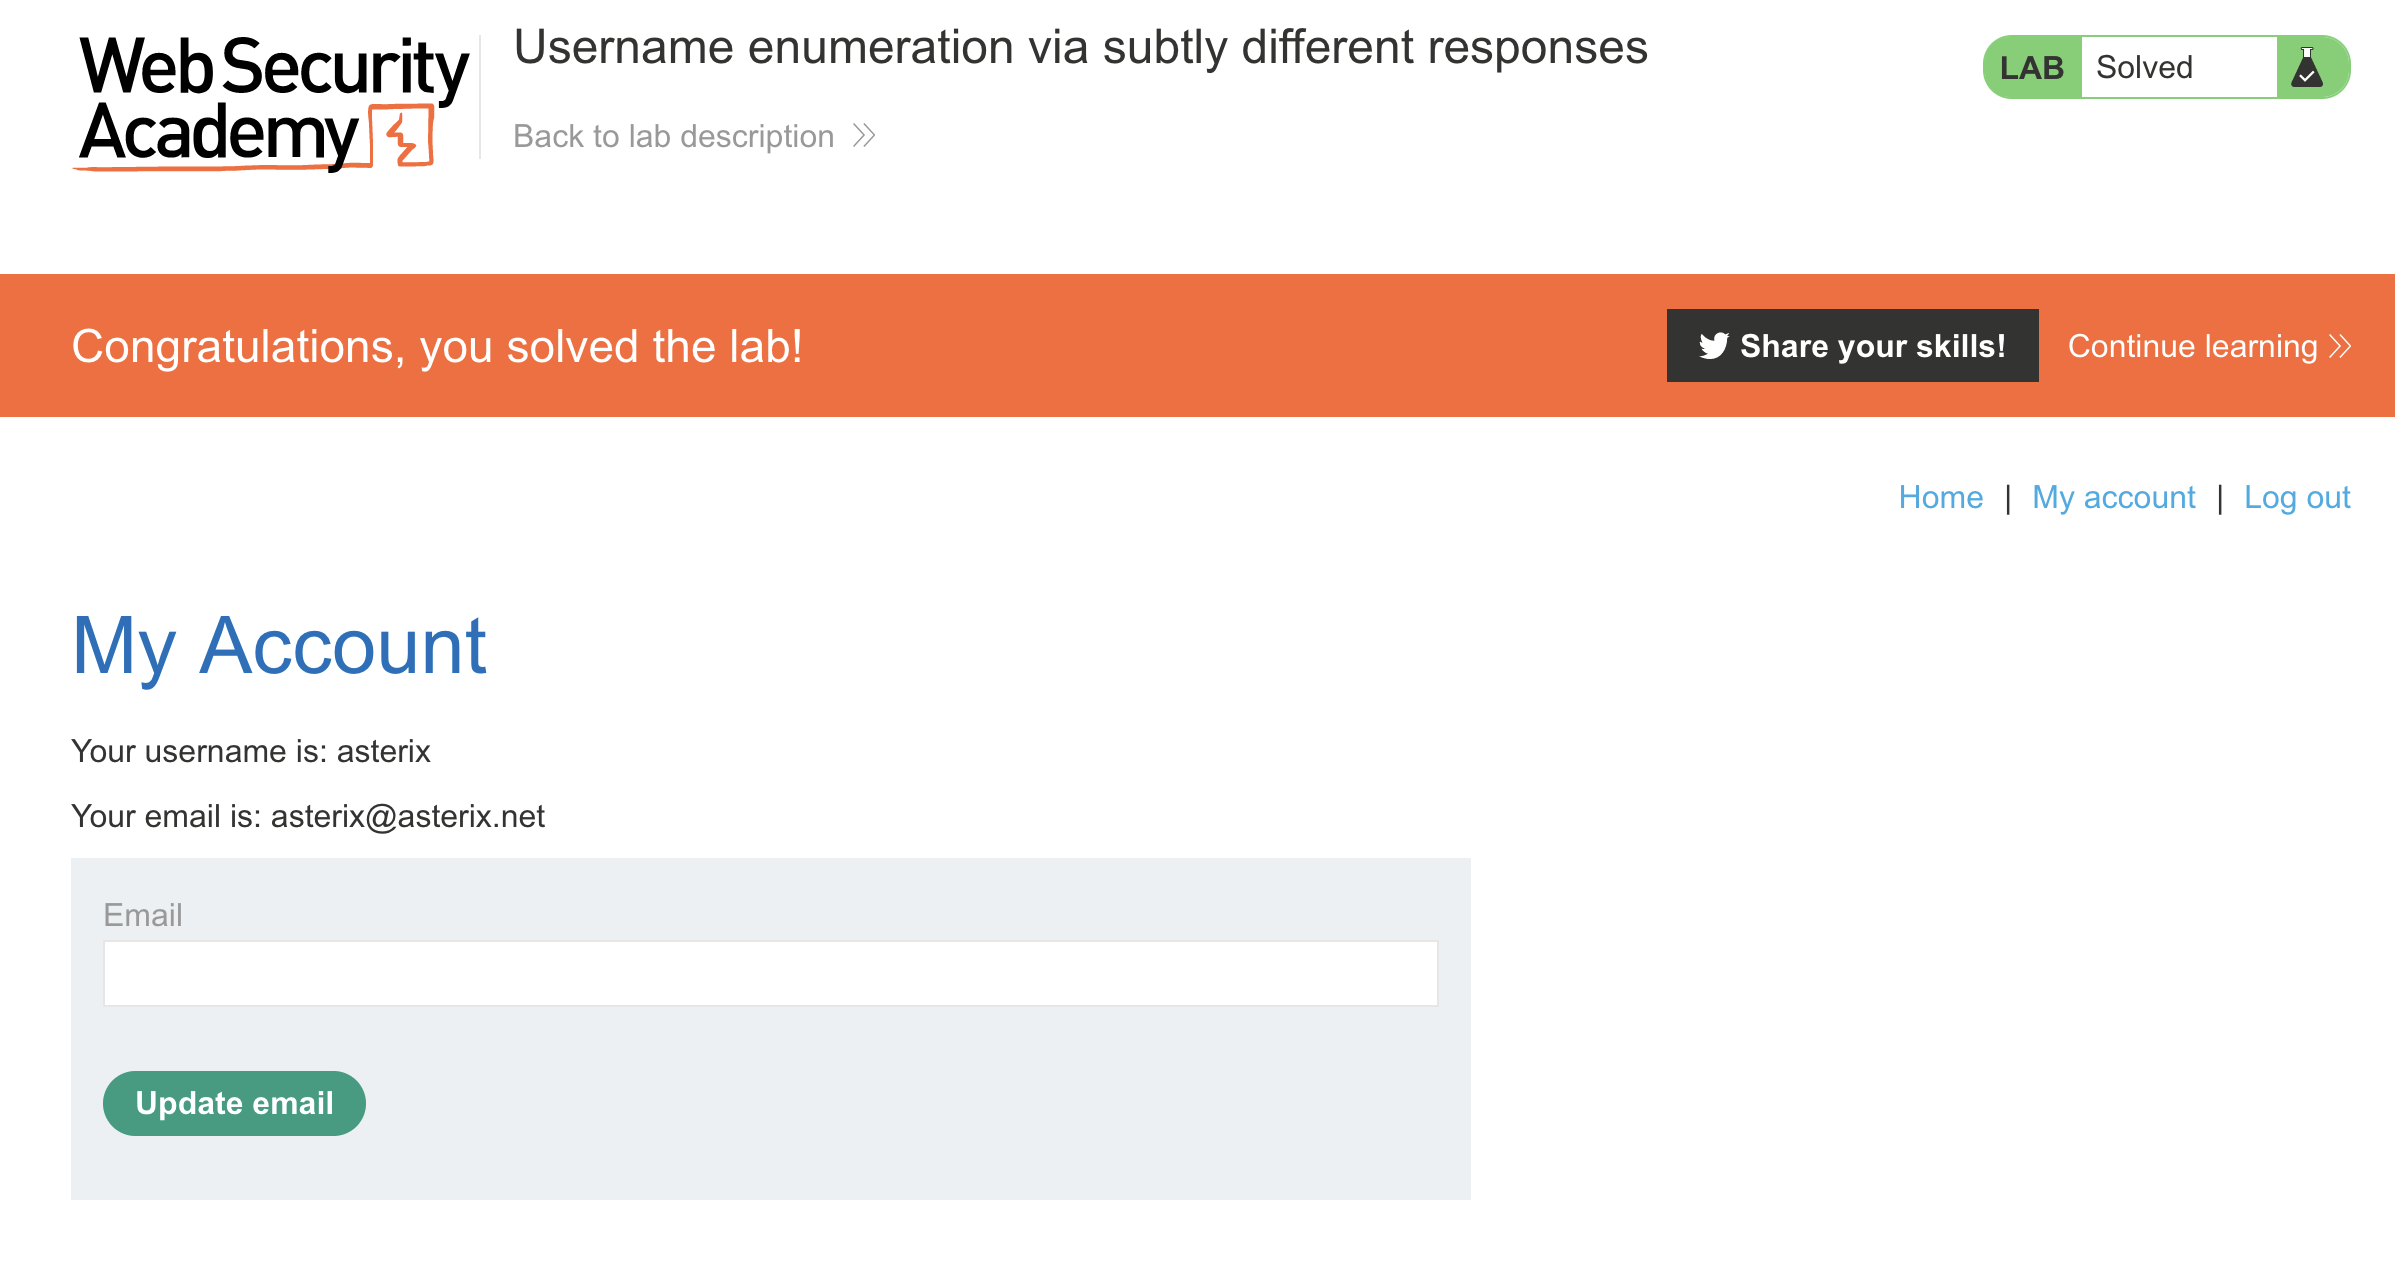 Web Security
Academy
Username enumeration via subtly different responses
Back to lab description
LAB Solved
Congratulations, you solved the lab!
Share your skills!
Continue learning
Home | My account | Log out
My Account
Your username is: asterix
Your email is: asterix@asterix.net
Email
Update email